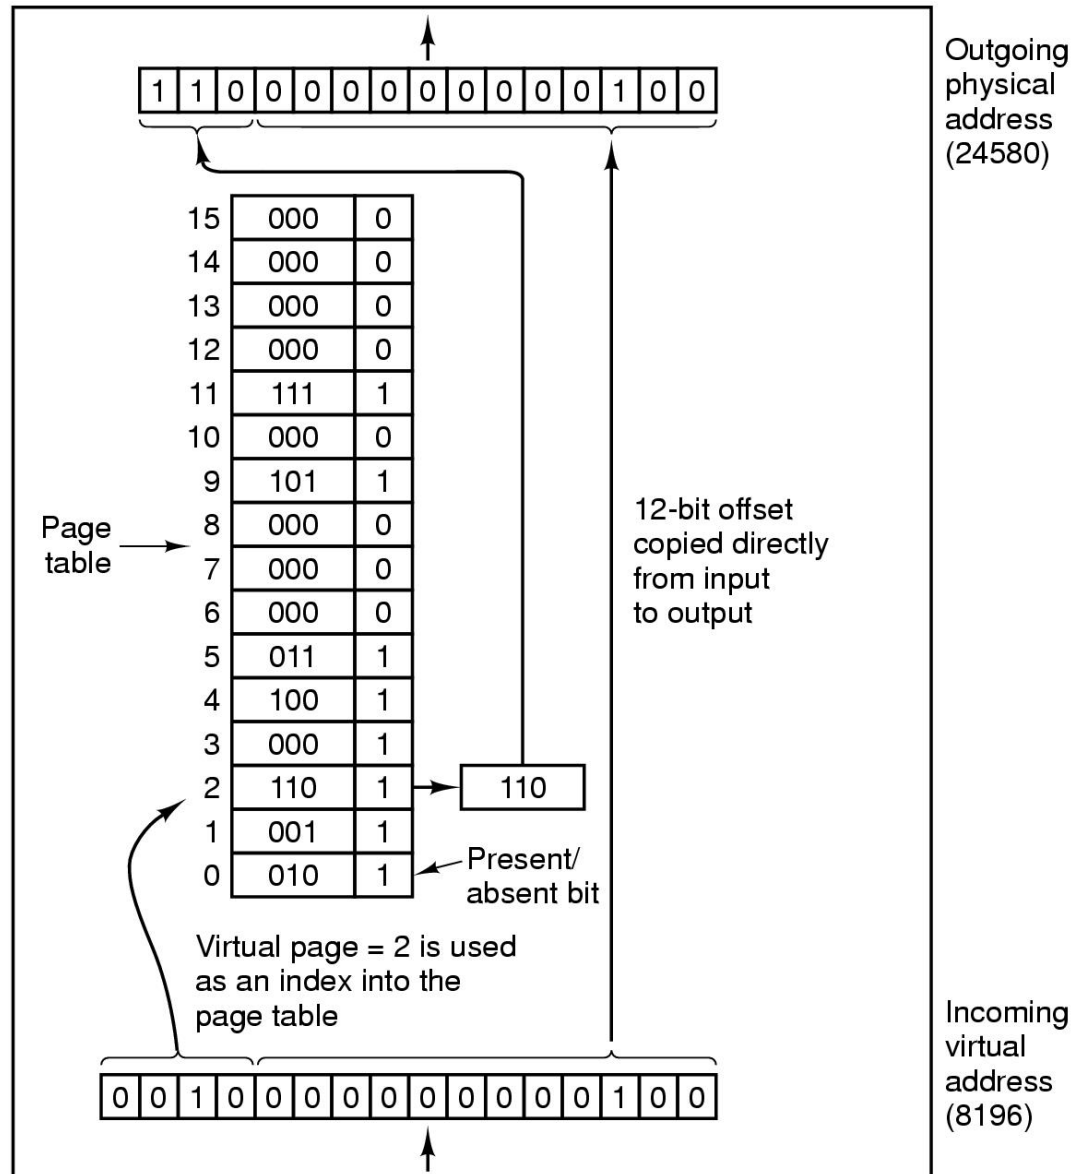 Outgoing
physical
address
(24580)
1 1 0 0 0 0 0 0 0 0 0 0 1 0 0
15 000 0
14 000 0
13 000 0
12 000 0
11 111 1
10 000 0
9 101 1
8 000 0
7 000 0
6 000 0
5 011 1
4 100 1
3 000 1
2 110 1 110
1 001 1
0 010 1
Page
table
12-bit offset
copied directly
from input
to output
Present/
absent bit
Virtual page = 2 is used
as an index into the
page table
0 0 1 0 0 0 0 0 0 0 0 0 0 1 0 0
Incoming
virtual
address
(8196)